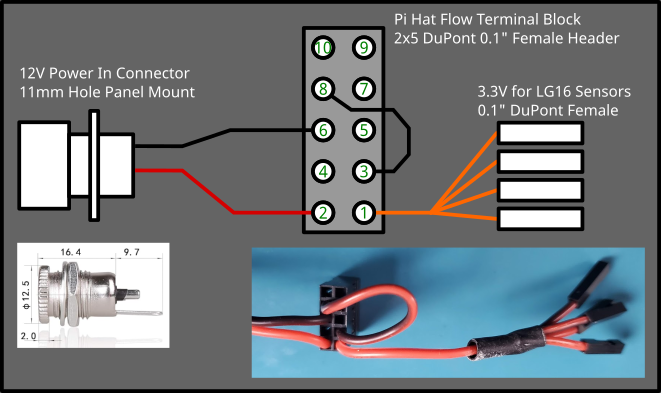 Pi Hat Flow Terminal Block
2x5 DuPont 0.1" Female Header
12V Power In Connector
11mm Hole Panel Mount
3.3V for LG16 Sensors
0.1" DuPont Female
10 9
8 7
6 5
4 3
2 1
16.4 9.7
Φ12.5
2.0